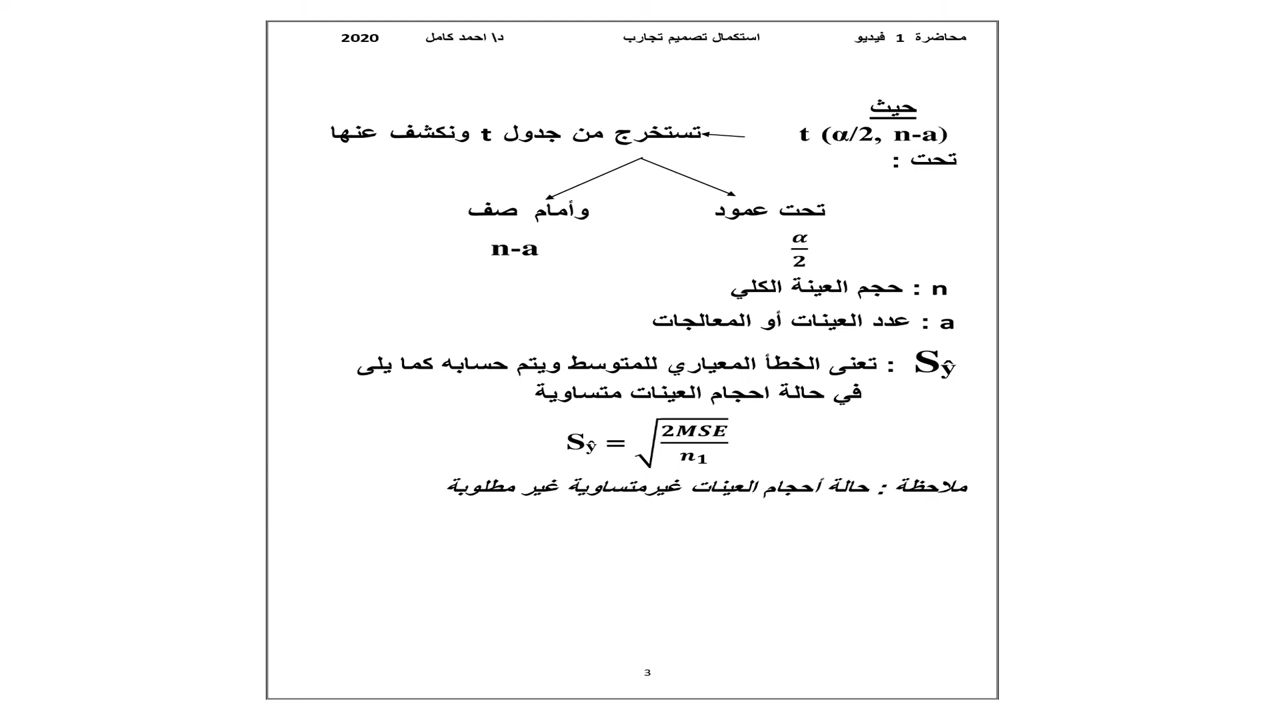 محاضرة 1 فيديو استكمال تصميم تجارب د\ احمد كامل 2020
حيث
t (α/2, n-a) تستخرج من جدول t ونكشف عنها
تحت :
تحت عمود وأمام صف
α/2 n-a
n : حجم العينة الكلي
a : عدد العينات أو المعالجات
Sŷ : تعنى الخطأ المعياري للمتوسط ويتم حسابه كما يلى
في حالة احجام العينات متساوية
Sŷ = √(2MSE/n₁)
ملاحظة : حالة أحجام العينات غيرمتساوية غير مطلوبة
3